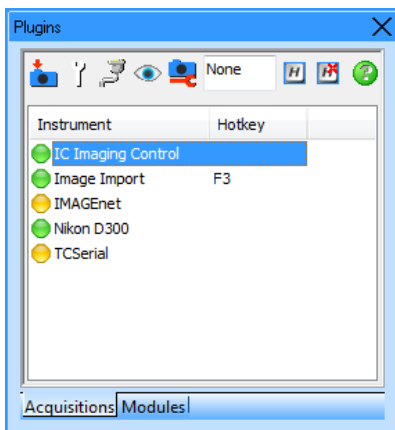 Plugins
None H H ?
Instrument Hotkey
IC Imaging Control
Image Import F3
IMAGEnet
Nikon D300
TCSerial
Acquisitions Modules